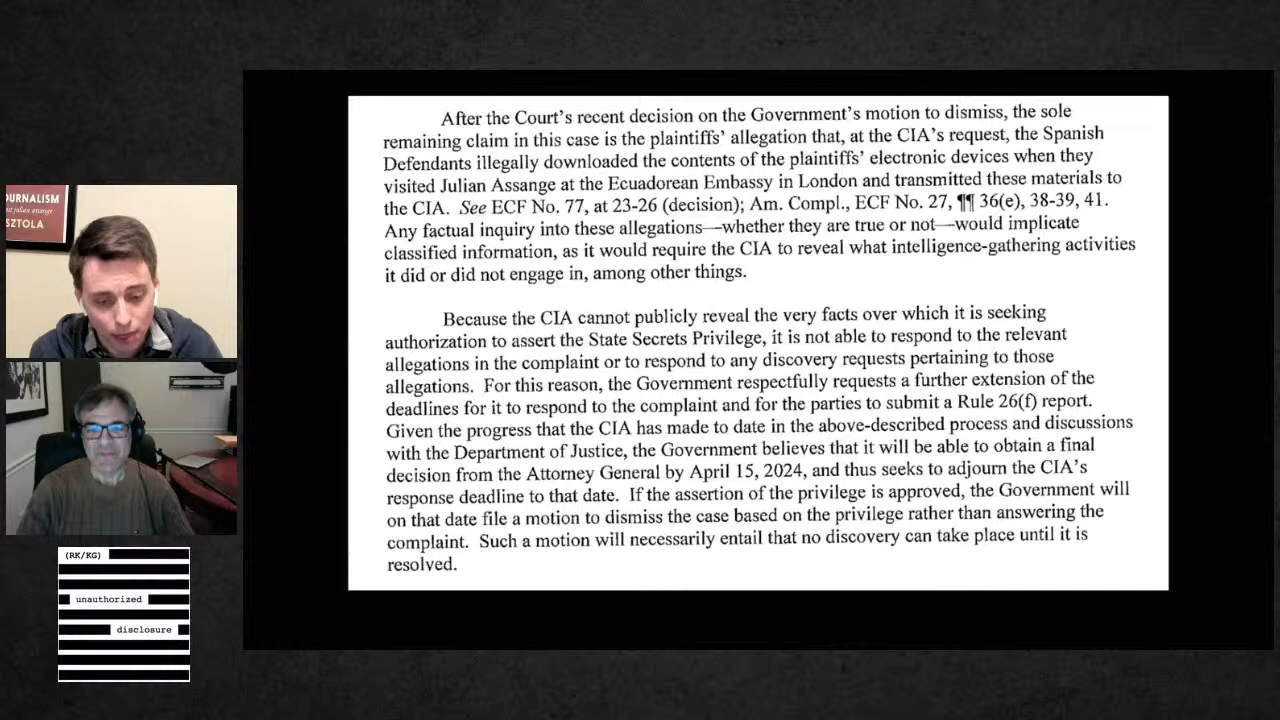 OURNALISM
SZTOLA
(RK/KG)
unauthorized
disclosure
After the Court's recent decision on the Government's motion to dismiss, the sole
remaining claim in this case is the plaintiffs' allegation that, at the CIA's request, the Spanish
Defendants illegally downloaded the contents of the plaintiffs' electronic devices when they
visited Julian Assange at the Ecuadorean Embassy in London and transmitted these materials to
the CIA. See ECF No. 77, at 23-26 (decision); Am. Compl., ECF No. 27, ¶¶ 36(e), 38-39, 41.
Any factual inquiry into these allegations—whether they are true or not—would implicate
classified information, as it would require the CIA to reveal what intelligence-gathering activities
it did or did not engage in, among other things.
Because the CIA cannot publicly reveal the very facts over which it is seeking
authorization to assert the State Secrets Privilege, it is not able to respond to the relevant
allegations in the complaint or to respond to any discovery requests pertaining to those
allegations. For this reason, the Government respectfully requests a further extension of the
deadlines for it to respond to the complaint and for the parties to submit a Rule 26(f) report.
Given the progress that the CIA has made to date in the above-described process and discussions
with the Department of Justice, the Government believes that it will be able to obtain a final
decision from the Attorney General by April 15, 2024, and thus seeks to adjourn the CIA's
response deadline to that date. If the assertion of the privilege is approved, the Government will
on that date file a motion to dismiss the case based on the privilege rather than answering the
complaint. Such a motion will necessarily entail that no discovery can take place until it is
resolved.